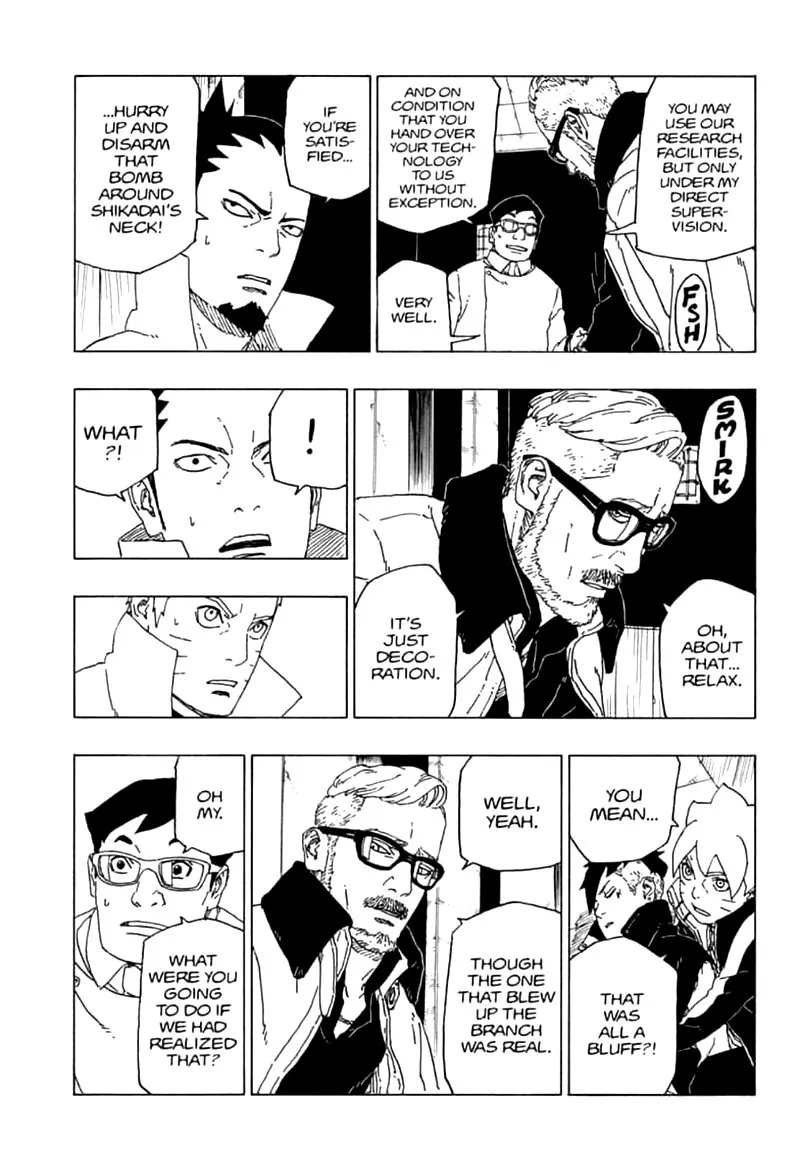 YOU MAY
USE OUR
RESEARCH
FACILITIES,
BUT ONLY
UNDER MY
DIRECT
SUPER-
VISION.
AND ON
CONDITION
THAT YOU
HAND OVER
YOUR TECH-
NOLOGY
TO US
WITHOUT
EXCEPTION.
FSH
VERY
WELL.
IF
YOU'RE
SATIS-
FIED...
...HURRY
UP AND
DISARM
THAT
BOMB
AROUND
SHIKADAI'S
NECK!
SMIRK
OH,
ABOUT
THAT...
RELAX.
IT'S
JUST
DECO-
RATION.
!
WHAT
?!
YOU
MEAN...
THAT
WAS
ALL A
BLUFF?!
WELL,
YEAH.
THOUGH
THE ONE
THAT BLEW
UP THE
BRANCH
WAS REAL.
OH
MY.
WHAT
WERE YOU
GOING
TO DO IF
WE HAD
REALIZED
THAT?